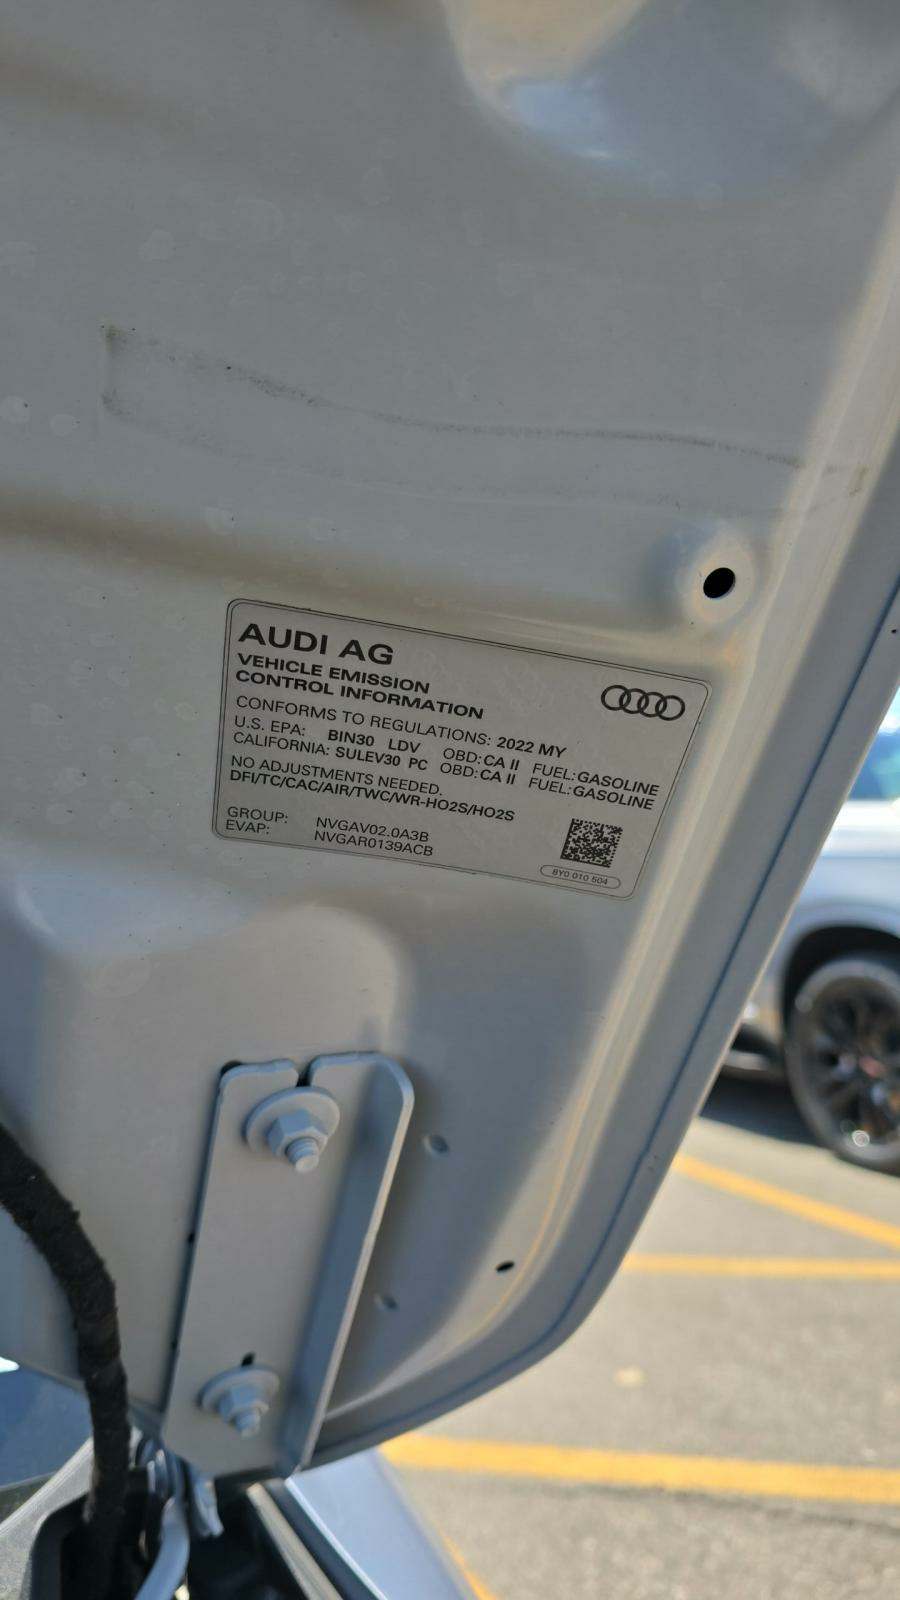 AUDI AG
VEHICLE EMISSION
CONTROL INFORMATION
CONFORMS TO REGULATIONS: 2022 MY
U.S. EPA: BIN30 LDV OBD: CA II FUEL: GASOLINE
CALIFORNIA: SULEV30 PC OBD: CA II FUEL: GASOLINE
NO ADJUSTMENTS NEEDED.
DFI/TC/CAC/AIR/TWC/WR-HO2S/HO2S
GROUP: NVGAV02.0A3B
EVAP: NVGAR0139ACB
8Y0 010 504